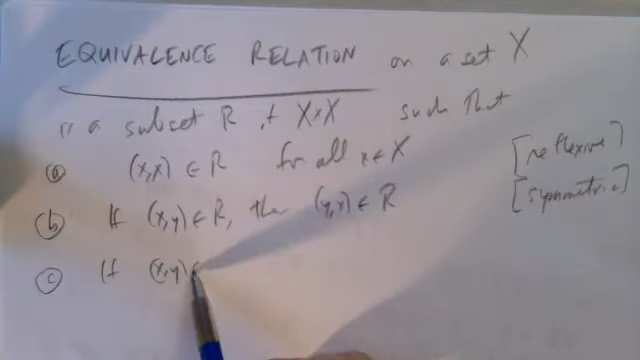 EQUIVALENCE RELATION on a set X
is a subset R of X×X such that
(a) (x,x) ∈ R for all x ∈ X [reflexive]
(b) If (x,y) ∈ R, then (y,x) ∈ R [symmetric]
(c) If (x,y) ∈